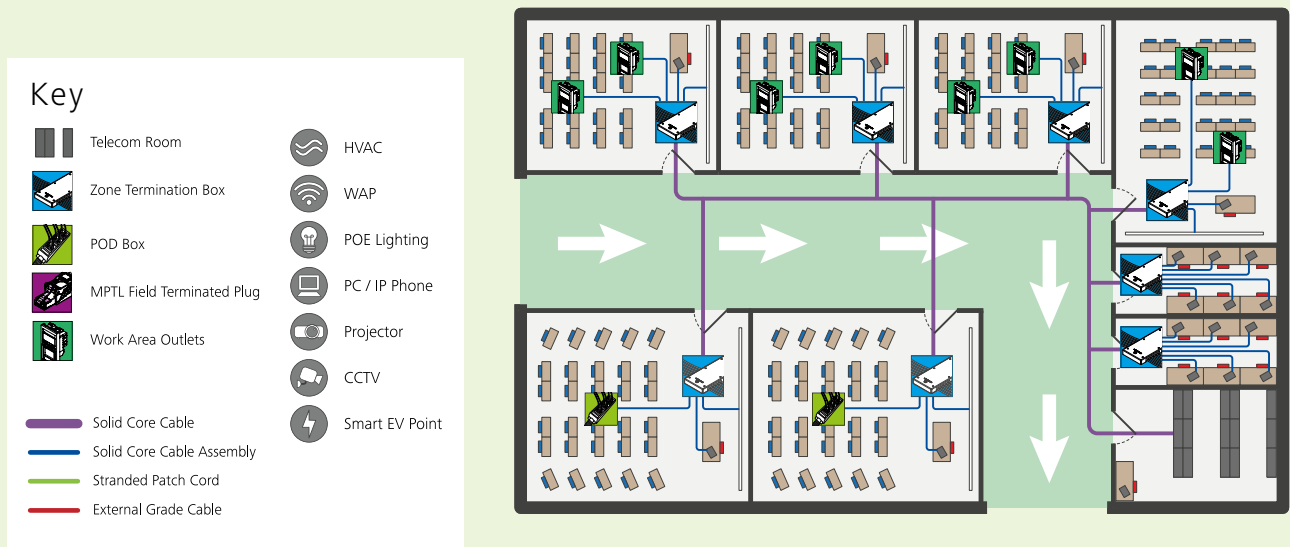 Key
Telecom Room
Zone Termination Box
POD Box
MPTL Field Terminated Plug
Work Area Outlets
Solid Core Cable
Solid Core Cable Assembly
Stranded Patch Cord
External Grade Cable
HVAC
WAP
POE Lighting
PC / IP Phone
Projector
CCTV
Smart EV Point